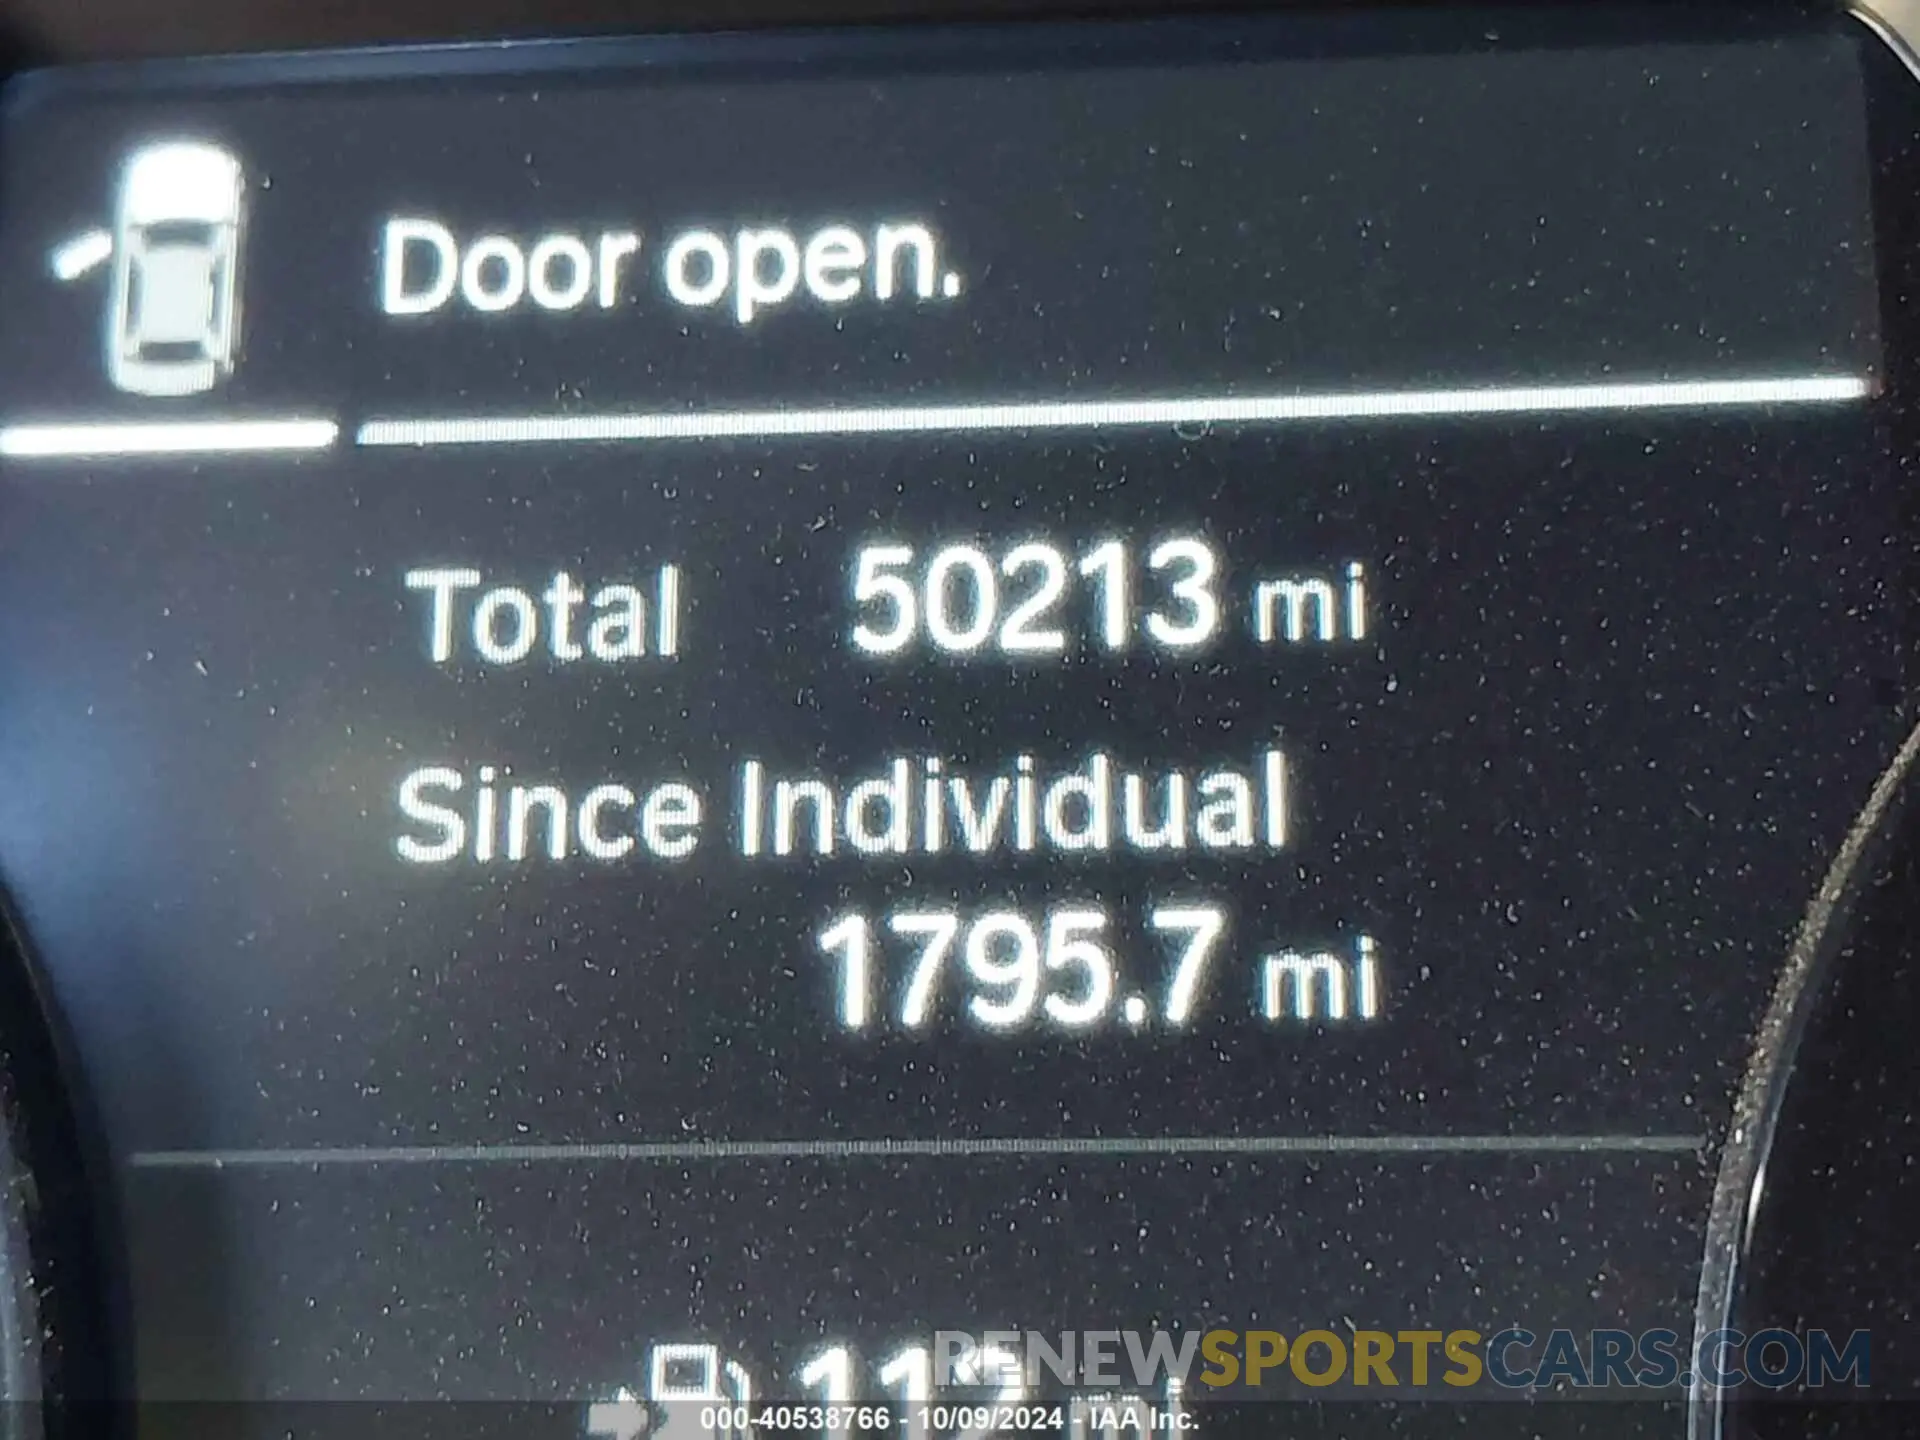 Door open.
Total 50213 mi
Since Individual
1795.7 mi
mi
RENEWSPORTSCARS.COM
000-40538766 - 10/09/2024 - IAA Inc.